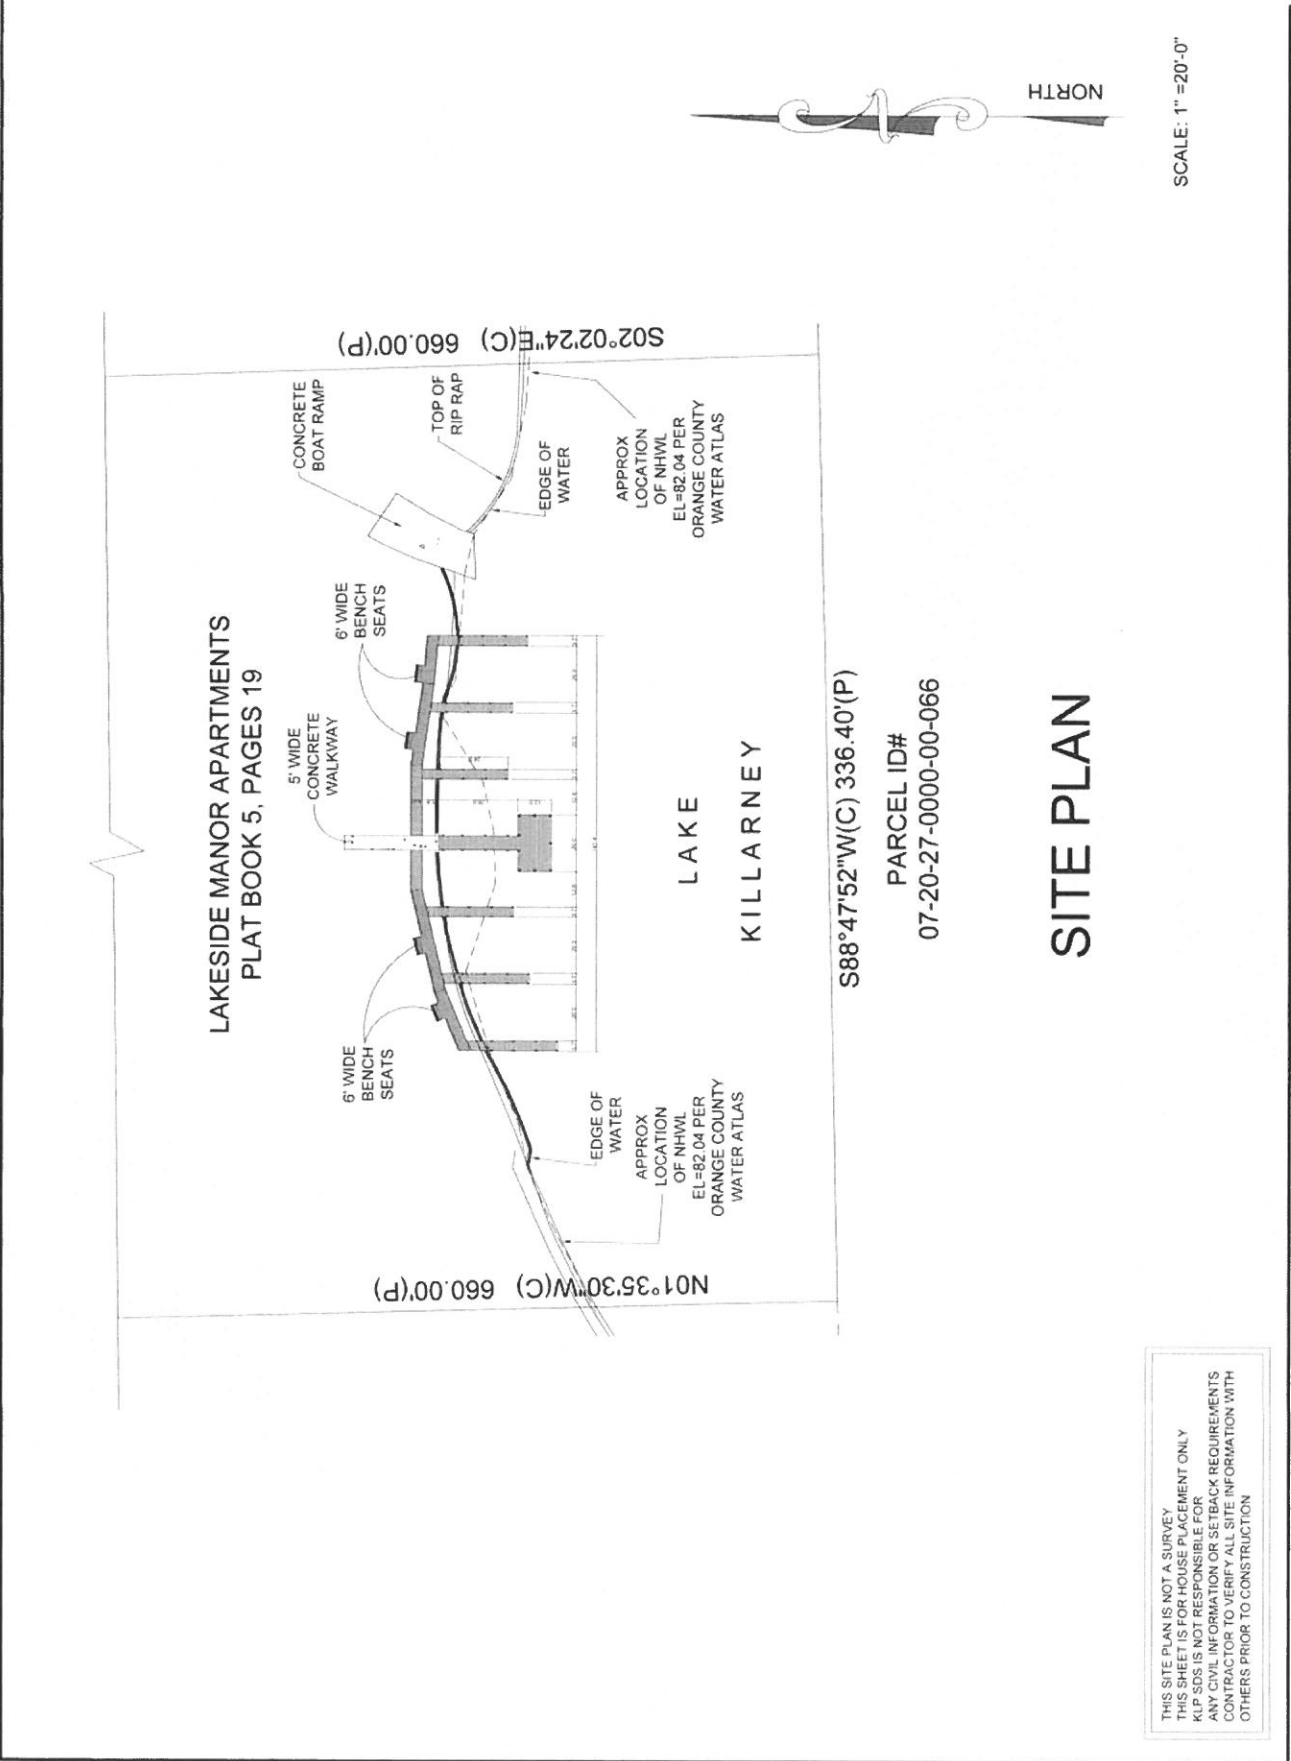 LAKESIDE MANOR APARTMENTS
PLAT BOOK 5, PAGES 19
5' WIDE
CONCRETE
WALKWAY
6' WIDE
BENCH
SEATS
6' WIDE
BENCH
SEATS
CONCRETE
BOAT RAMP
TOP OF
RIP RAP
EDGE OF
WATER
APPROX
LOCATION
OF NHWL
EL=82.04 PER
ORANGE COUNTY
WATER ATLAS
S02°02'24"E(C) 660.00'(P)
N01°35'30"W(C) 660.00'(P)
EDGE OF
WATER
APPROX
LOCATION
OF NHWL
EL=82.04 PER
ORANGE COUNTY
WATER ATLAS
LAKE
KILLARNEY
S88°47'52"W(C) 336.40'(P)
PARCEL ID#
07-20-27-0000-00-066
SITE PLAN
NORTH
SCALE: 1" =20'-0"
THIS SITE PLAN IS NOT A SURVEY
THIS SHEET IS FOR HOUSE PLACEMENT ONLY
KLP SDS IS NOT RESPONSIBLE FOR
ANY CIVIL INFORMATION OR SETBACK REQUIREMENTS
CONTRACTOR TO VERIFY ALL SITE INFORMATION WITH
OTHERS PRIOR TO CONSTRUCTION